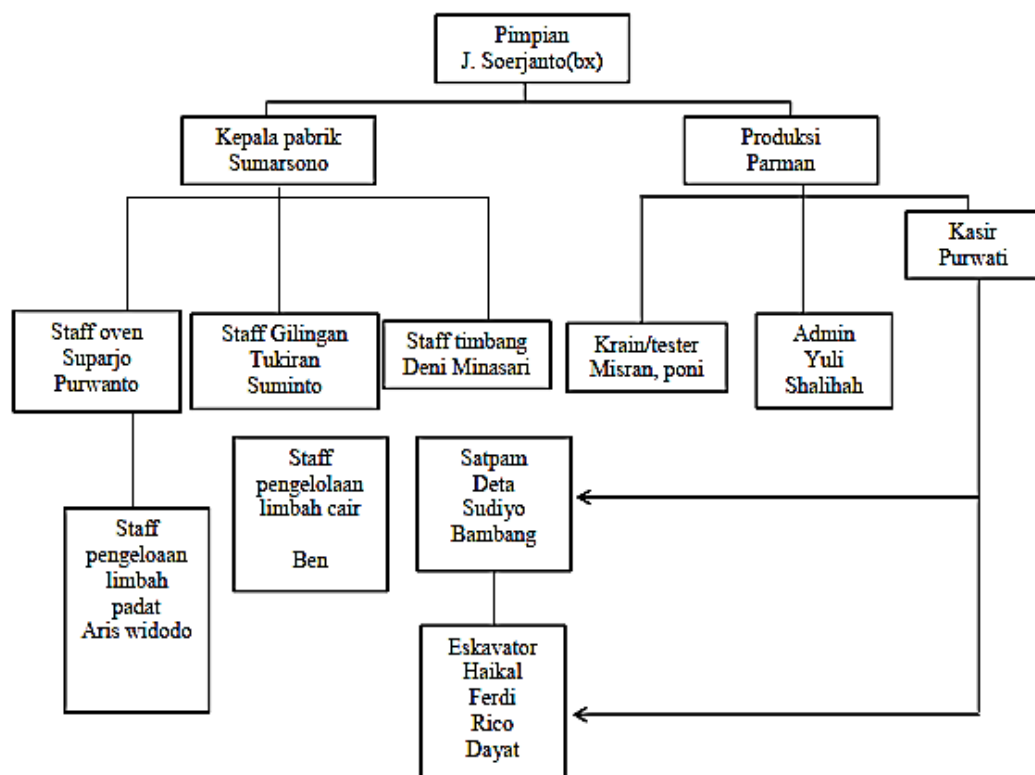 Pimpian
J. Soerjanto(bx)
Kepala pabrik
Sumarsono
Produksi
Parman
Kasir
Purwati
Staff oven
Suparjo
Purwanto
Staff Gilingan
Tukiran
Suminto
Staff timbang
Deni Minasari
Krain/tester
Misran, poni
Admin
Yuli
Shalihah
Staff
pengeloaan
limbah
padat
Aris widodo
Staff
pengelolaan
limbah cair
Ben
Satpam
Deta
Sudiyo
Bambang
Eskavator
Haikal
Ferdi
Rico
Dayat